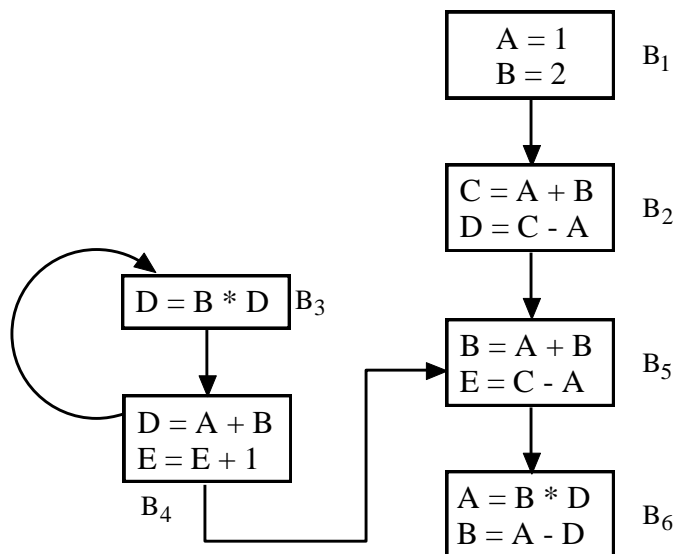 A = 1
B = 2
B1
C = A + B
D = C - A
B2
D = B * D
B3
B = A + B
E = C - A
B5
D = A + B
E = E + 1
B4
A = B * D
B = A - D
B6